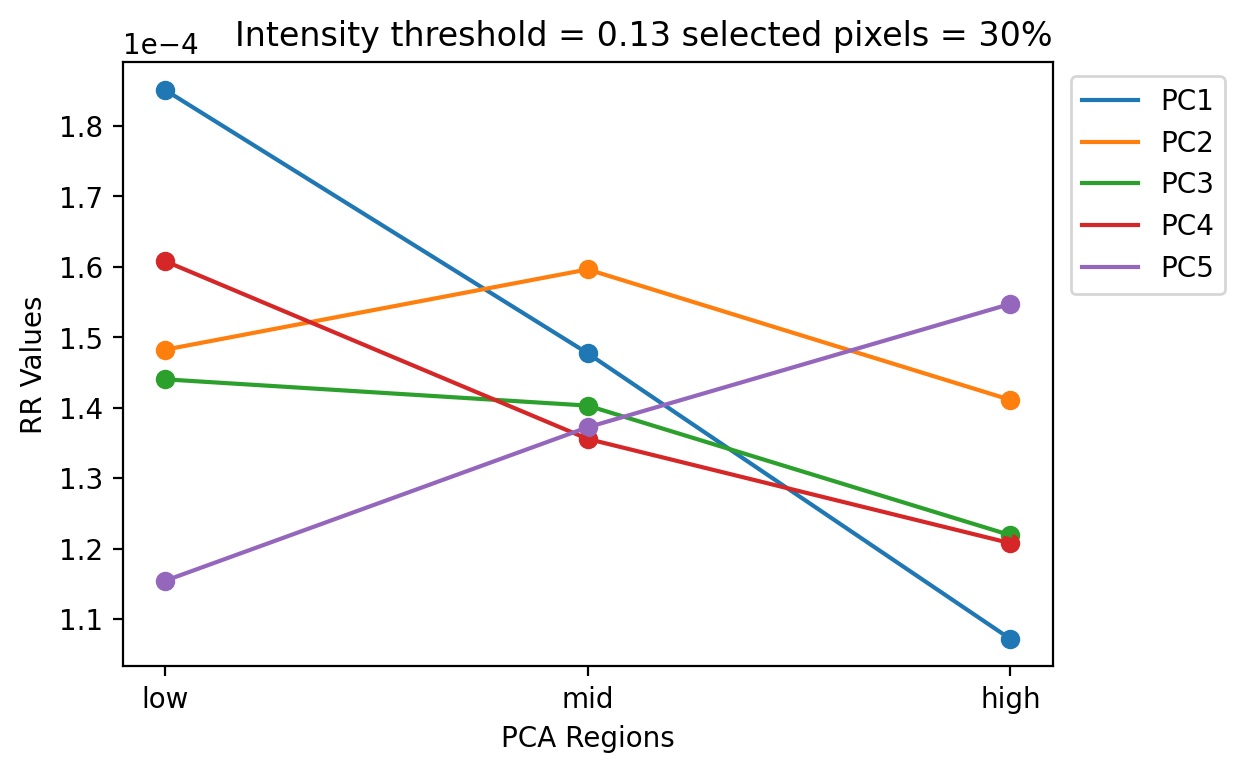 1e−4 Intensity threshold = 0.13 selected pixels = 30%
PC1
PC2
PC3
PC4
PC5
1.8
1.7
1.6
1.5
1.4
1.3
1.2
1.1
RR Values
low mid high
PCA Regions